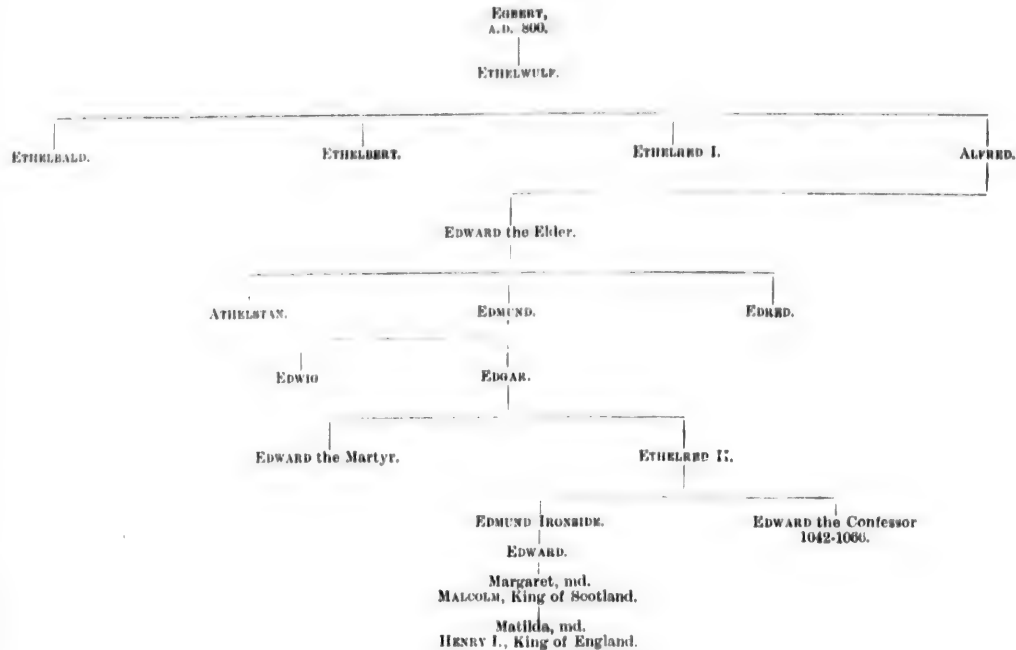 EGBERT,
A.D. 800.
ETHELWULF.
ETHELBALD. ETHELBERT. ETHELRED I. ALFRED.
EDWARD the Elder.
ATHELSTAN. EDMUND. EDRED.
EDWIG EDGAR.
EDWARD the Martyr. ETHELRED II.
EDMUND IRONSIDE. EDWARD the Confessor
1042-1066.
EDWARD.
Margaret, md.
MALCOLM, King of Scotland.
Matilda, md.
HENRY I., King of England.